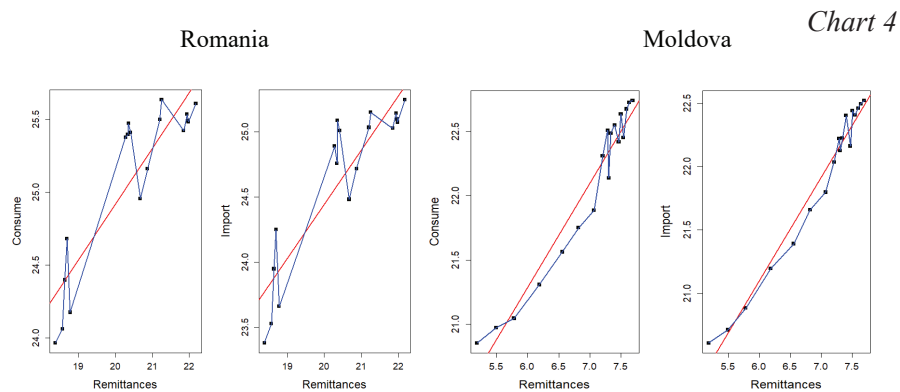 Chart 4
Romania
Moldova
Consume
24.0 24.5 25.0 25.5
19 20 21 22
Remittances
Import
23.5 24.0 24.5 25.0
19 20 21 22
Remittances
Consume
21.0 21.5 22.0 22.5
5.5 6.0 6.5 7.0 7.5
Remittances
Import
21.0 21.5 22.0 22.5
5.5 6.0 6.5 7.0 7.5
Remittances